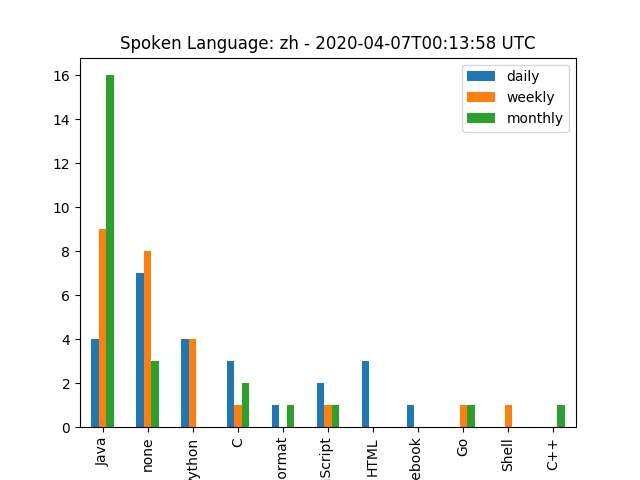 Spoken Language: zh - 2020-04-07T00:13:58 UTC
daily
weekly
monthly
16
14
12
10
8
6
4
2
0
Java
none
ython
C
ormat
Script
HTML
ebook
Go
Shell
C++